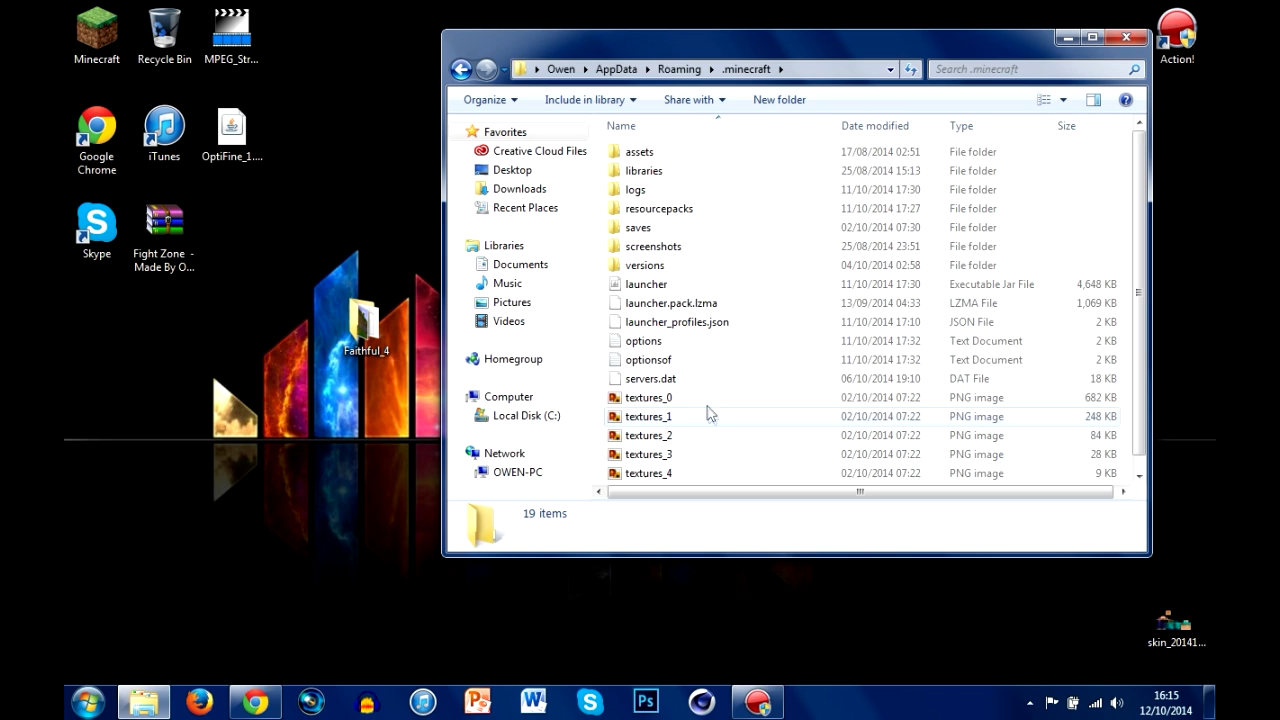 Minecraft
Recycle Bin
MPEG_Str...
Google
Chrome
iTunes
OptiFine_1....
Skype
Fight Zone -
Made By O...
Faithful_4
Action!
skin_20141...
Owen
AppData
Roaming
.minecraft
Search .minecraft
Organize
Include in library
Share with
New folder
Favorites
Creative Cloud Files
Desktop
Downloads
Recent Places
Libraries
Documents
Music
Pictures
Videos
Homegroup
Computer
Local Disk (C:)
Network
OWEN-PC
Name Date modified Type Size
assets 17/08/2014 02:51 File folder
libraries 25/08/2014 15:13 File folder
logs 11/10/2014 17:30 File folder
resourcepacks 11/10/2014 17:27 File folder
saves 02/10/2014 07:30 File folder
screenshots 25/08/2014 23:51 File folder
versions 04/10/2014 02:58 File folder
launcher 11/10/2014 17:30 Executable Jar File 4,648 KB
launcher.pack.lzma 13/09/2014 04:33 LZMA File 1,069 KB
launcher_profiles.json 11/10/2014 17:10 JSON File 2 KB
options 11/10/2014 17:32 Text Document 2 KB
optionsof 11/10/2014 17:32 Text Document 2 KB
servers.dat 06/10/2014 19:10 DAT File 18 KB
textures_0 02/10/2014 07:22 PNG image 682 KB
textures_1 02/10/2014 07:22 PNG image 248 KB
textures_2 02/10/2014 07:22 PNG image 84 KB
textures_3 02/10/2014 07:22 PNG image 28 KB
textures_4 02/10/2014 07:22 PNG image 9 KB
19 items
Ps
16:15
12/10/2014